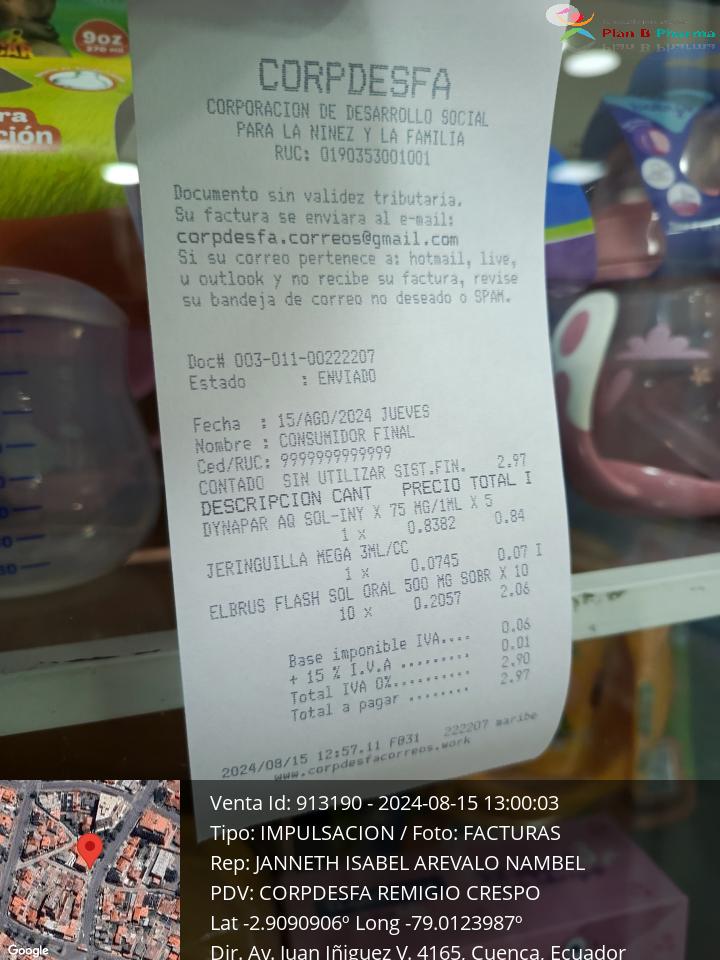 9oz
270 ml
ra
ción
Plan B Pharma
CORPDESFA
CORPORACION DE DESARROLLO SOCIAL
PARA LA NINEZ Y LA FAMILIA
RUC: 0190353001001
Documento sin validez tributaria.
Su factura se enviara al e-mail:
corpdesfa.correos@gmail.com
Si su correo pertenece a: hotmail, live,
u outlook y no recibe su factura, revise
su bandeja de correo no deseado o SPAM.
Doc# 003-011-00222207
Estado : ENVIADO
Fecha : 15/AGO/2024 JUEVES
Nombre : CONSUMIDOR FINAL
Ced/RUC: 9999999999999
CONTADO SIN UTILIZAR SIST.FIN. 2.97
DESCRIPCION CANT PRECIO TOTAL I
DYNAPAR AQ SOL-INY X 75 MG/1ML X 5
1 x 0.8382 0.84
JERINGUILLA MEGA 3ML/CC
1 x 0.0745 0.07 I
ELBRUS FLASH SOL ORAL 500 MG SOBR X 10
10 x 0.2057 2.06
Base imponible IVA.... 0.06
+ 15 % I.V.A ......... 0.01
Total IVA 0%.......... 2.90
Total a pagar ........ 2.97
2024/08/15 12:57.11 F031 222207 maribe
www.corpdesfacorreos.work
Venta Id: 913190 - 2024-08-15 13:00:03
Tipo: IMPULSACION / Foto: FACTURAS
Rep: JANNETH ISABEL AREVALO NAMBEL
PDV: CORPDESFA REMIGIO CRESPO
Lat -2.9090906º Long -79.0123987º
Dir. Av. Juan Iñiguez V. 4165, Cuenca, Ecuador
Google